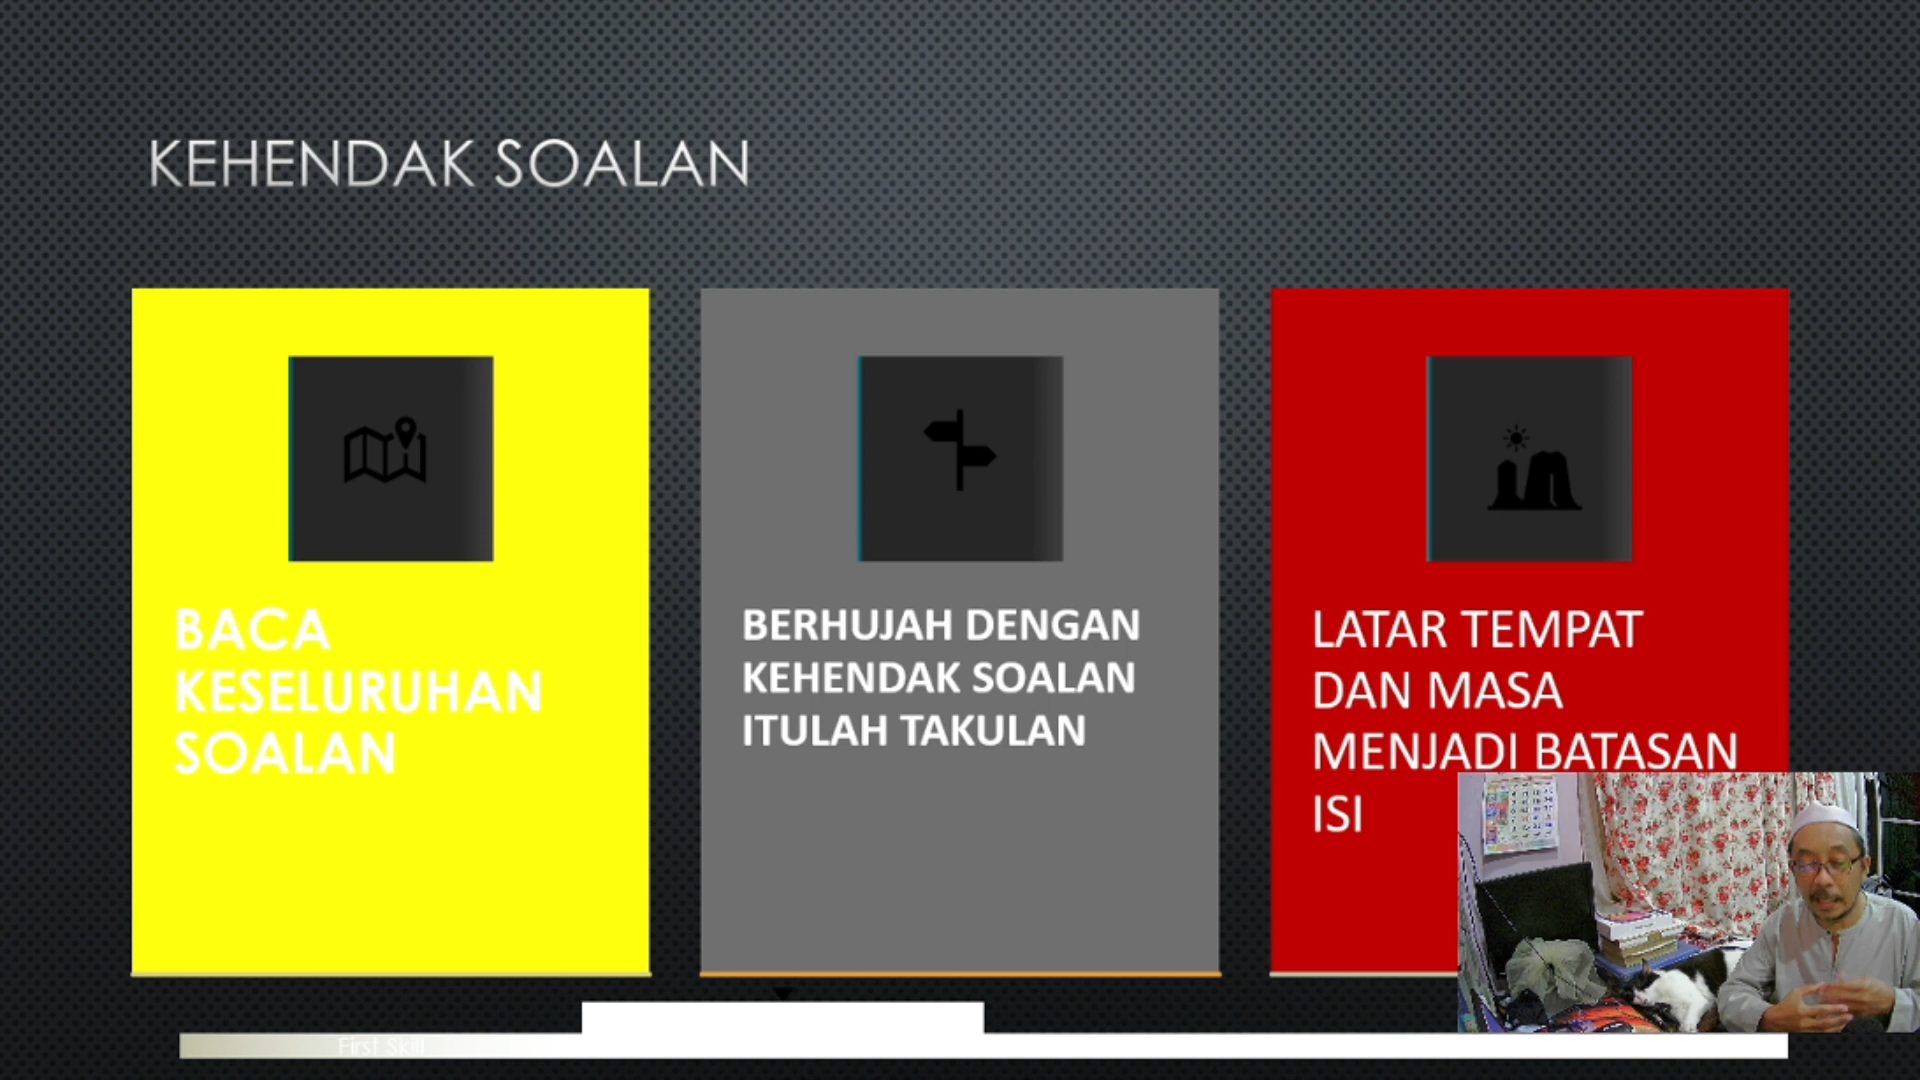 KEHENDAK SOALAN
BACA
KESELURUHAN
SOALAN
BERHUJAH DENGAN
KEHENDAK SOALAN
ITULAH TAKULAN
LATAR TEMPAT
DAN MASA
MENJADI BATASAN
ISI
First Skill